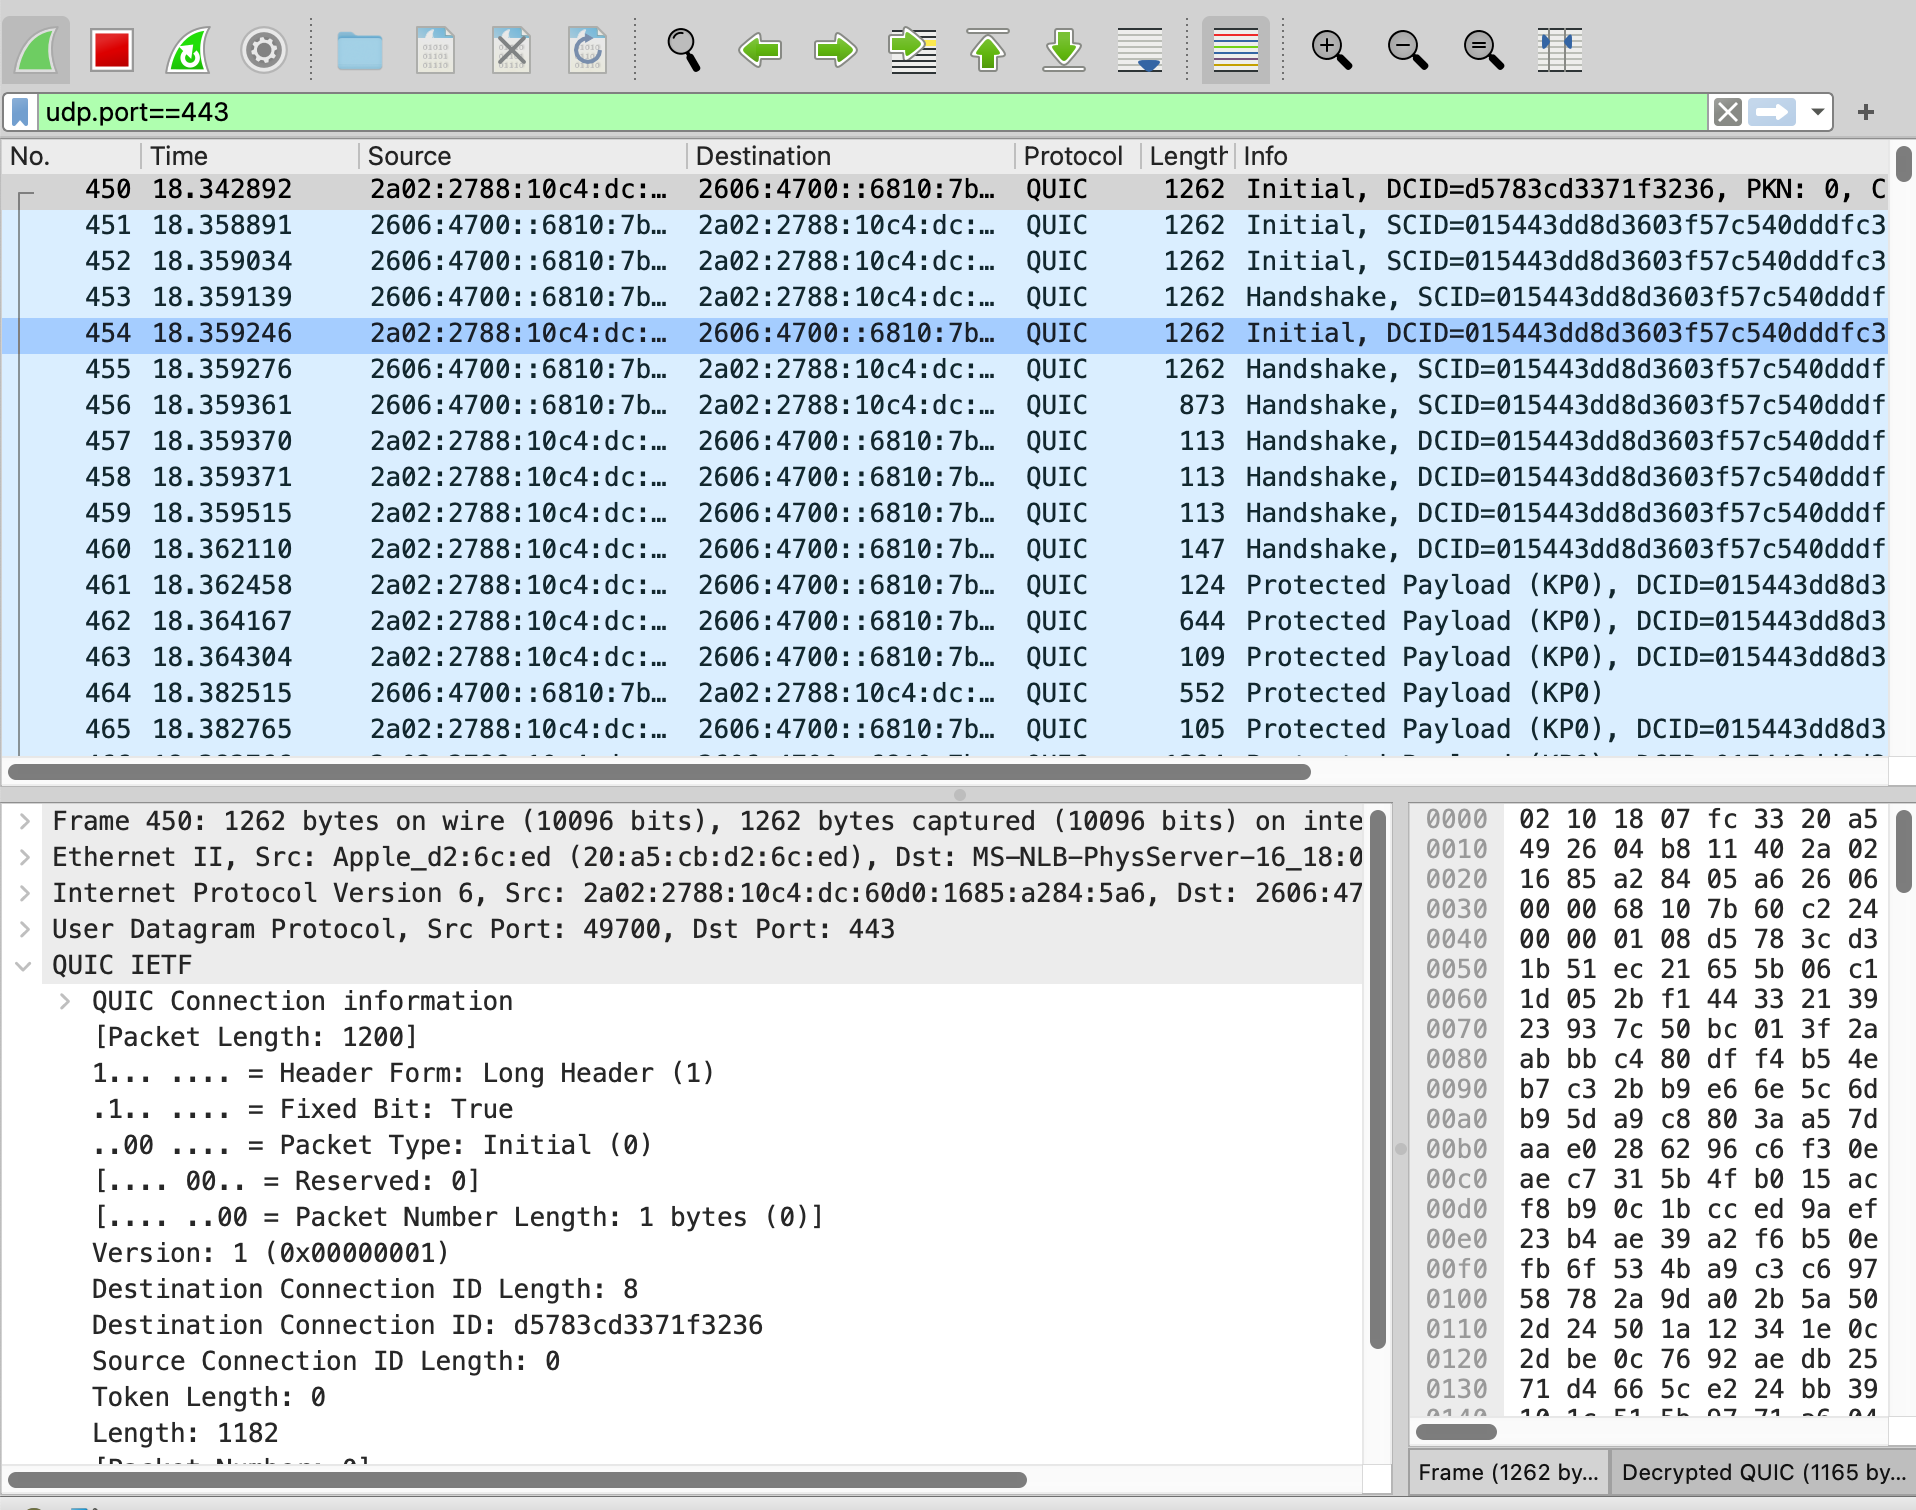 udp.port==443
No. Time Source Destination Protocol Length Info
450 18.342892 2a02:2788:10c4:dc:… 2606:4700::6810:7b… QUIC 1262 Initial, DCID=d5783cd3371f3236, PKN: 0, C
451 18.358891 2606:4700::6810:7b… 2a02:2788:10c4:dc:… QUIC 1262 Initial, SCID=015443dd8d3603f57c540dddfc3
452 18.359034 2606:4700::6810:7b… 2a02:2788:10c4:dc:… QUIC 1262 Initial, SCID=015443dd8d3603f57c540dddfc3
453 18.359139 2606:4700::6810:7b… 2a02:2788:10c4:dc:… QUIC 1262 Handshake, SCID=015443dd8d3603f57c540dddf
454 18.359246 2a02:2788:10c4:dc:… 2606:4700::6810:7b… QUIC 1262 Initial, DCID=015443dd8d3603f57c540dddfc3
455 18.359276 2606:4700::6810:7b… 2a02:2788:10c4:dc:… QUIC 1262 Handshake, SCID=015443dd8d3603f57c540dddf
456 18.359361 2606:4700::6810:7b… 2a02:2788:10c4:dc:… QUIC 873 Handshake, SCID=015443dd8d3603f57c540dddf
457 18.359370 2a02:2788:10c4:dc:… 2606:4700::6810:7b… QUIC 113 Handshake, DCID=015443dd8d3603f57c540dddf
458 18.359371 2a02:2788:10c4:dc:… 2606:4700::6810:7b… QUIC 113 Handshake, DCID=015443dd8d3603f57c540dddf
459 18.359515 2a02:2788:10c4:dc:… 2606:4700::6810:7b… QUIC 113 Handshake, DCID=015443dd8d3603f57c540dddf
460 18.362110 2a02:2788:10c4:dc:… 2606:4700::6810:7b… QUIC 147 Handshake, DCID=015443dd8d3603f57c540dddf
461 18.362458 2a02:2788:10c4:dc:… 2606:4700::6810:7b… QUIC 124 Protected Payload (KP0), DCID=015443dd8d3
462 18.364167 2a02:2788:10c4:dc:… 2606:4700::6810:7b… QUIC 644 Protected Payload (KP0), DCID=015443dd8d3
463 18.364304 2a02:2788:10c4:dc:… 2606:4700::6810:7b… QUIC 109 Protected Payload (KP0), DCID=015443dd8d3
464 18.382515 2606:4700::6810:7b… 2a02:2788:10c4:dc:… QUIC 552 Protected Payload (KP0)
465 18.382765 2a02:2788:10c4:dc:… 2606:4700::6810:7b… QUIC 105 Protected Payload (KP0), DCID=015443dd8d3
Frame 450: 1262 bytes on wire (10096 bits), 1262 bytes captured (10096 bits) on inte
Ethernet II, Src: Apple_d2:6c:ed (20:a5:cb:d2:6c:ed), Dst: MS-NLB-PhysServer-16_18:0
Internet Protocol Version 6, Src: 2a02:2788:10c4:dc:60d0:1685:a284:5a6, Dst: 2606:47
User Datagram Protocol, Src Port: 49700, Dst Port: 443
QUIC IETF
QUIC Connection information
[Packet Length: 1200]
1... .... = Header Form: Long Header (1)
.1.. .... = Fixed Bit: True
..00 .... = Packet Type: Initial (0)
[.... 00.. = Reserved: 0]
[.... ..00 = Packet Number Length: 1 bytes (0)]
Version: 1 (0x00000001)
Destination Connection ID Length: 8
Destination Connection ID: d5783cd3371f3236
Source Connection ID Length: 0
Token Length: 0
Length: 1182
[Packet Number: 0]
0000 02 10 18 07 fc 33 20 a5
0010 49 26 04 b8 11 40 2a 02
0020 16 85 a2 84 05 a6 26 06
0030 00 00 68 10 7b 60 c2 24
0040 00 00 01 08 d5 78 3c d3
0050 1b 51 ec 21 65 5b 06 c1
0060 1d 05 2b f1 44 33 21 39
0070 23 93 7c 50 bc 01 3f 2a
0080 ab bb c4 80 df f4 b5 4e
0090 b7 c3 2b b9 e6 6e 5c 6d
00a0 b9 5d a9 c8 80 3a a5 7d
00b0 aa e0 28 62 96 c6 f3 0e
00c0 ae c7 31 5b 4f b0 15 ac
00d0 f8 b9 0c 1b cc ed 9a ef
00e0 23 b4 ae 39 a2 f6 b5 0e
00f0 fb 6f 53 4b a9 c3 c6 97
0100 58 78 2a 9d a0 2b 5a 50
0110 2d 24 50 1a 12 34 1e 0c
0120 2d be 0c 76 92 ae db 25
0130 71 d4 66 5c e2 24 bb 39
Frame (1262 by… Decrypted QUIC (1165 by…